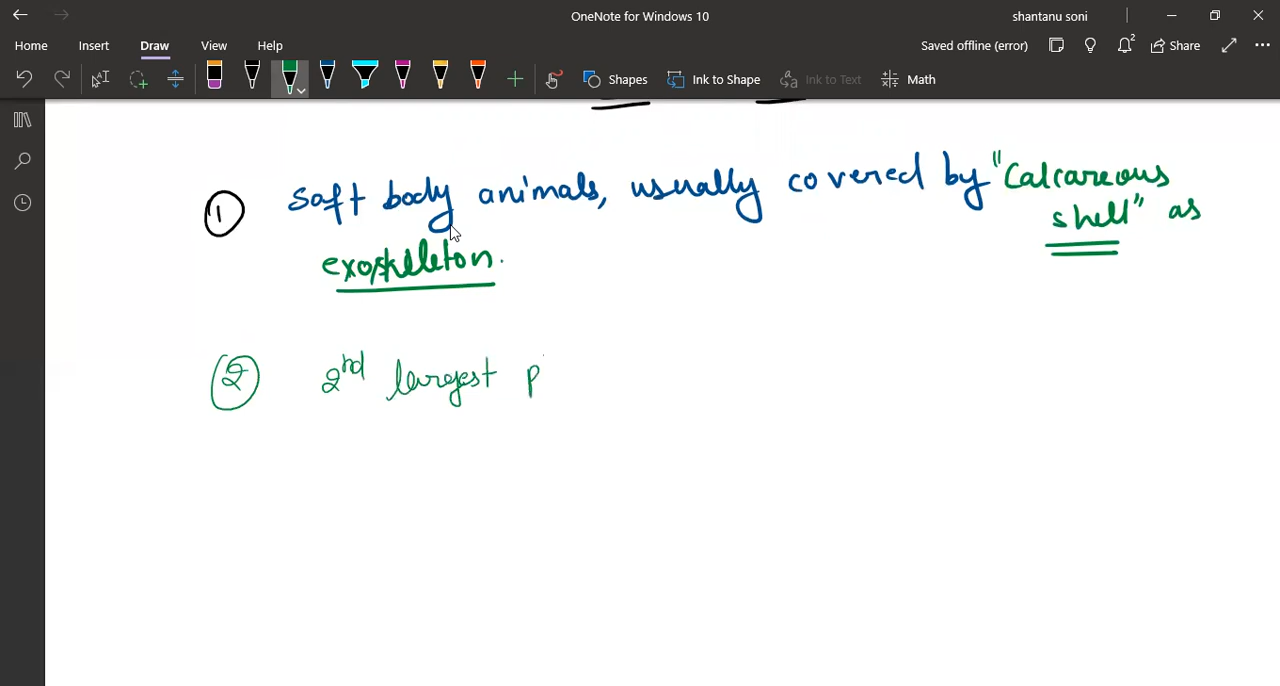 OneNote for Windows 10
shantanu soni
Home Insert Draw View Help
Saved offline (error)
Share
Shapes
Ink to Shape
Ink to Text
Math
1 soft body animals, usually covered by "Calcareous
shell" as
exoskeleton.
2 2nd largest p